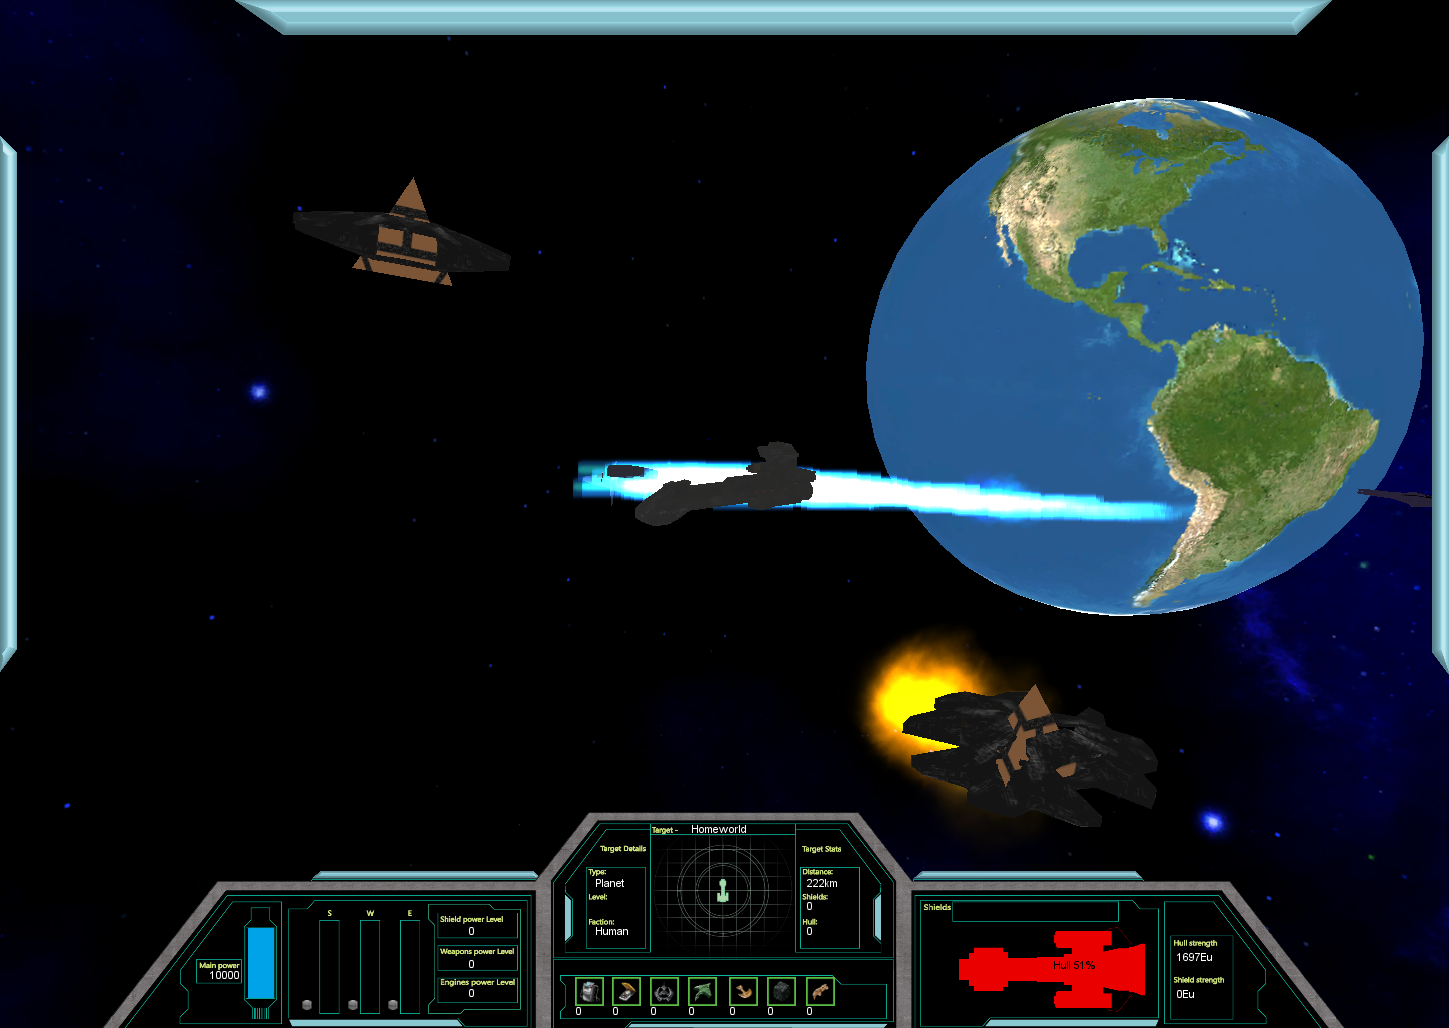 Target - Homeworld
Target Details
Target Stats
Type:
Planet
Level:
Faction:
Human
Distance:
222km
Shields:
0
Hull:
0
S W E
Main power
10000
Shield power Level
0
Weapons power Level
0
Engines power Level
0
0 0 0 0 0 0 0
Shields
Hull 51%
Hull strength
1697Eu
Shield strength
0Eu